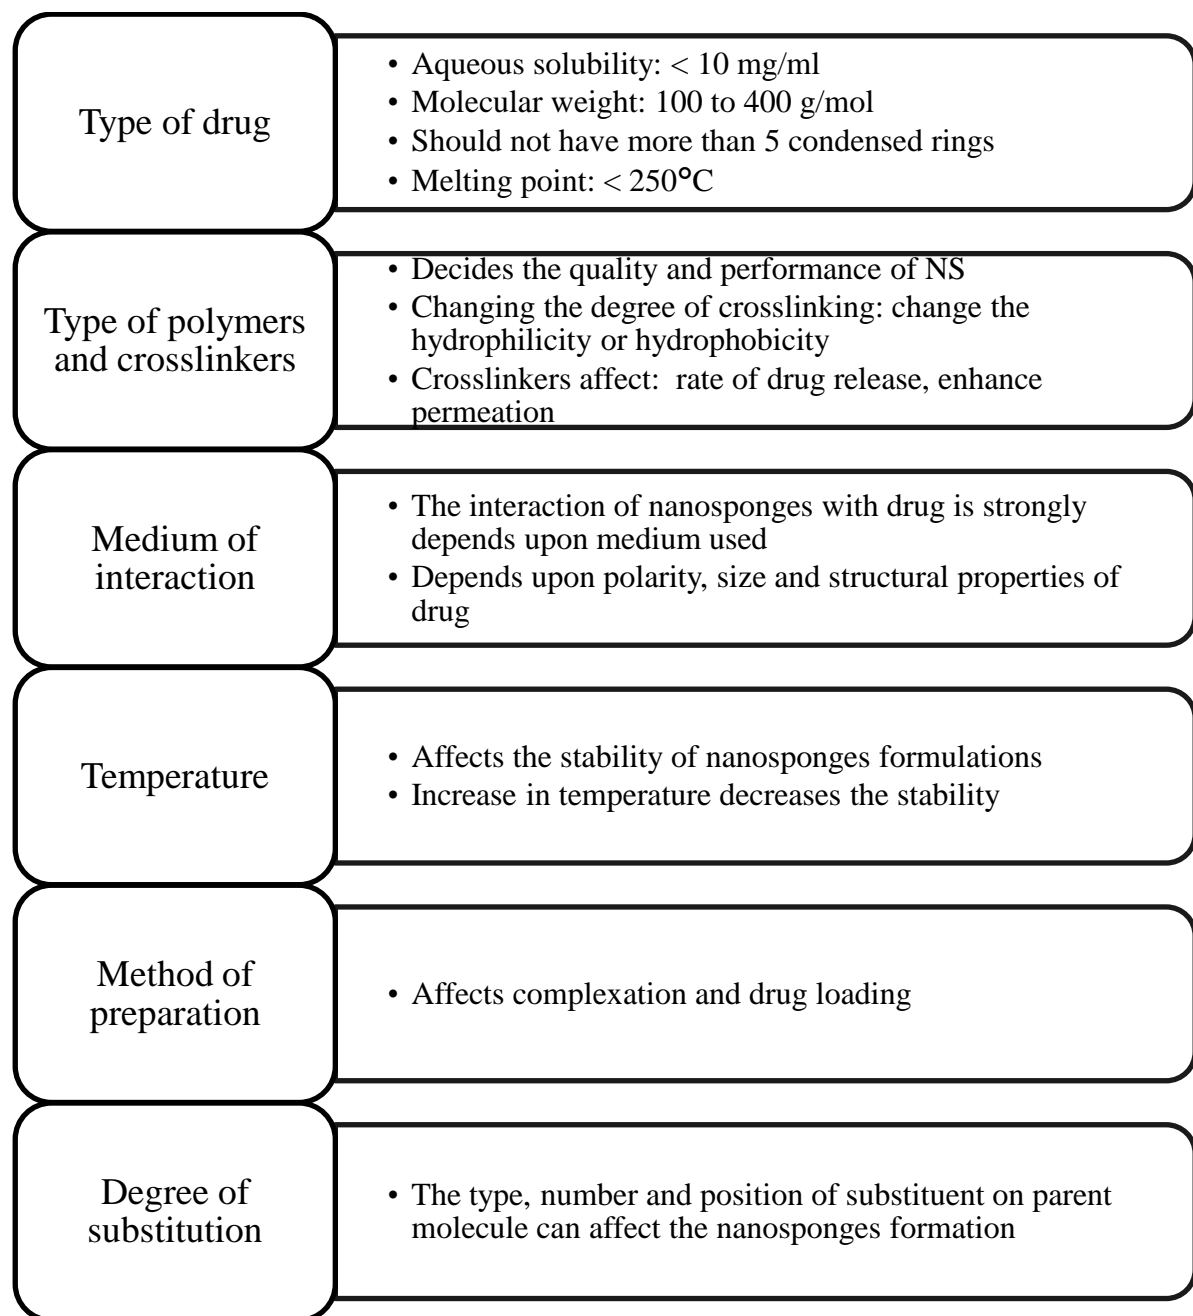 Type of drug
• Aqueous solubility: < 10 mg/ml
• Molecular weight: 100 to 400 g/mol
• Should not have more than 5 condensed rings
• Melting point: < 250°C
Type of polymers
and crosslinkers
• Decides the quality and performance of NS
• Changing the degree of crosslinking: change the
hydrophilicity or hydrophobicity
• Crosslinkers affect:  rate of drug release, enhance
permeation
Medium of
interaction
• The interaction of nanosponges with drug is strongly
depends upon medium used
• Depends upon polarity, size and structural properties of
drug
Temperature
• Affects the stability of nanosponges formulations
• Increase in temperature decreases the stability
Method of
preparation
• Affects complexation and drug loading
Degree of
substitution
• The type, number and position of substituent on parent
molecule can affect the nanosponges formation